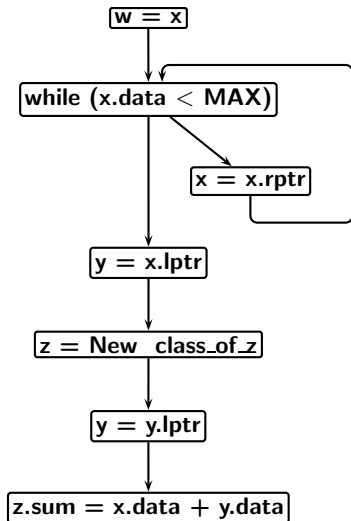 w = x
while (x.data < MAX)
x = x.rptr
y = x.lptr
z = New class_of_z
y = y.lptr
z.sum = x.data + y.data